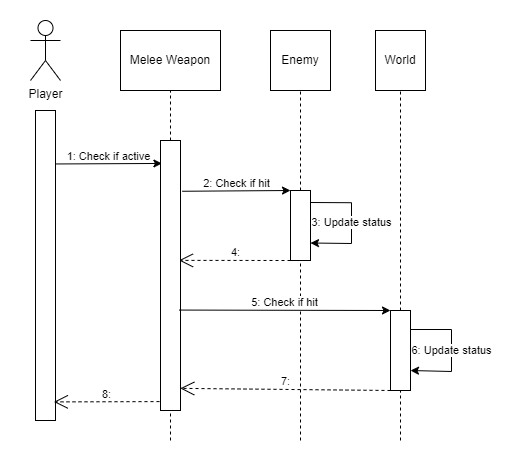 Player
Melee Weapon
Enemy
World
1: Check if active
2: Check if hit
3: Update status
4:
5: Check if hit
6: Update status
7:
8: